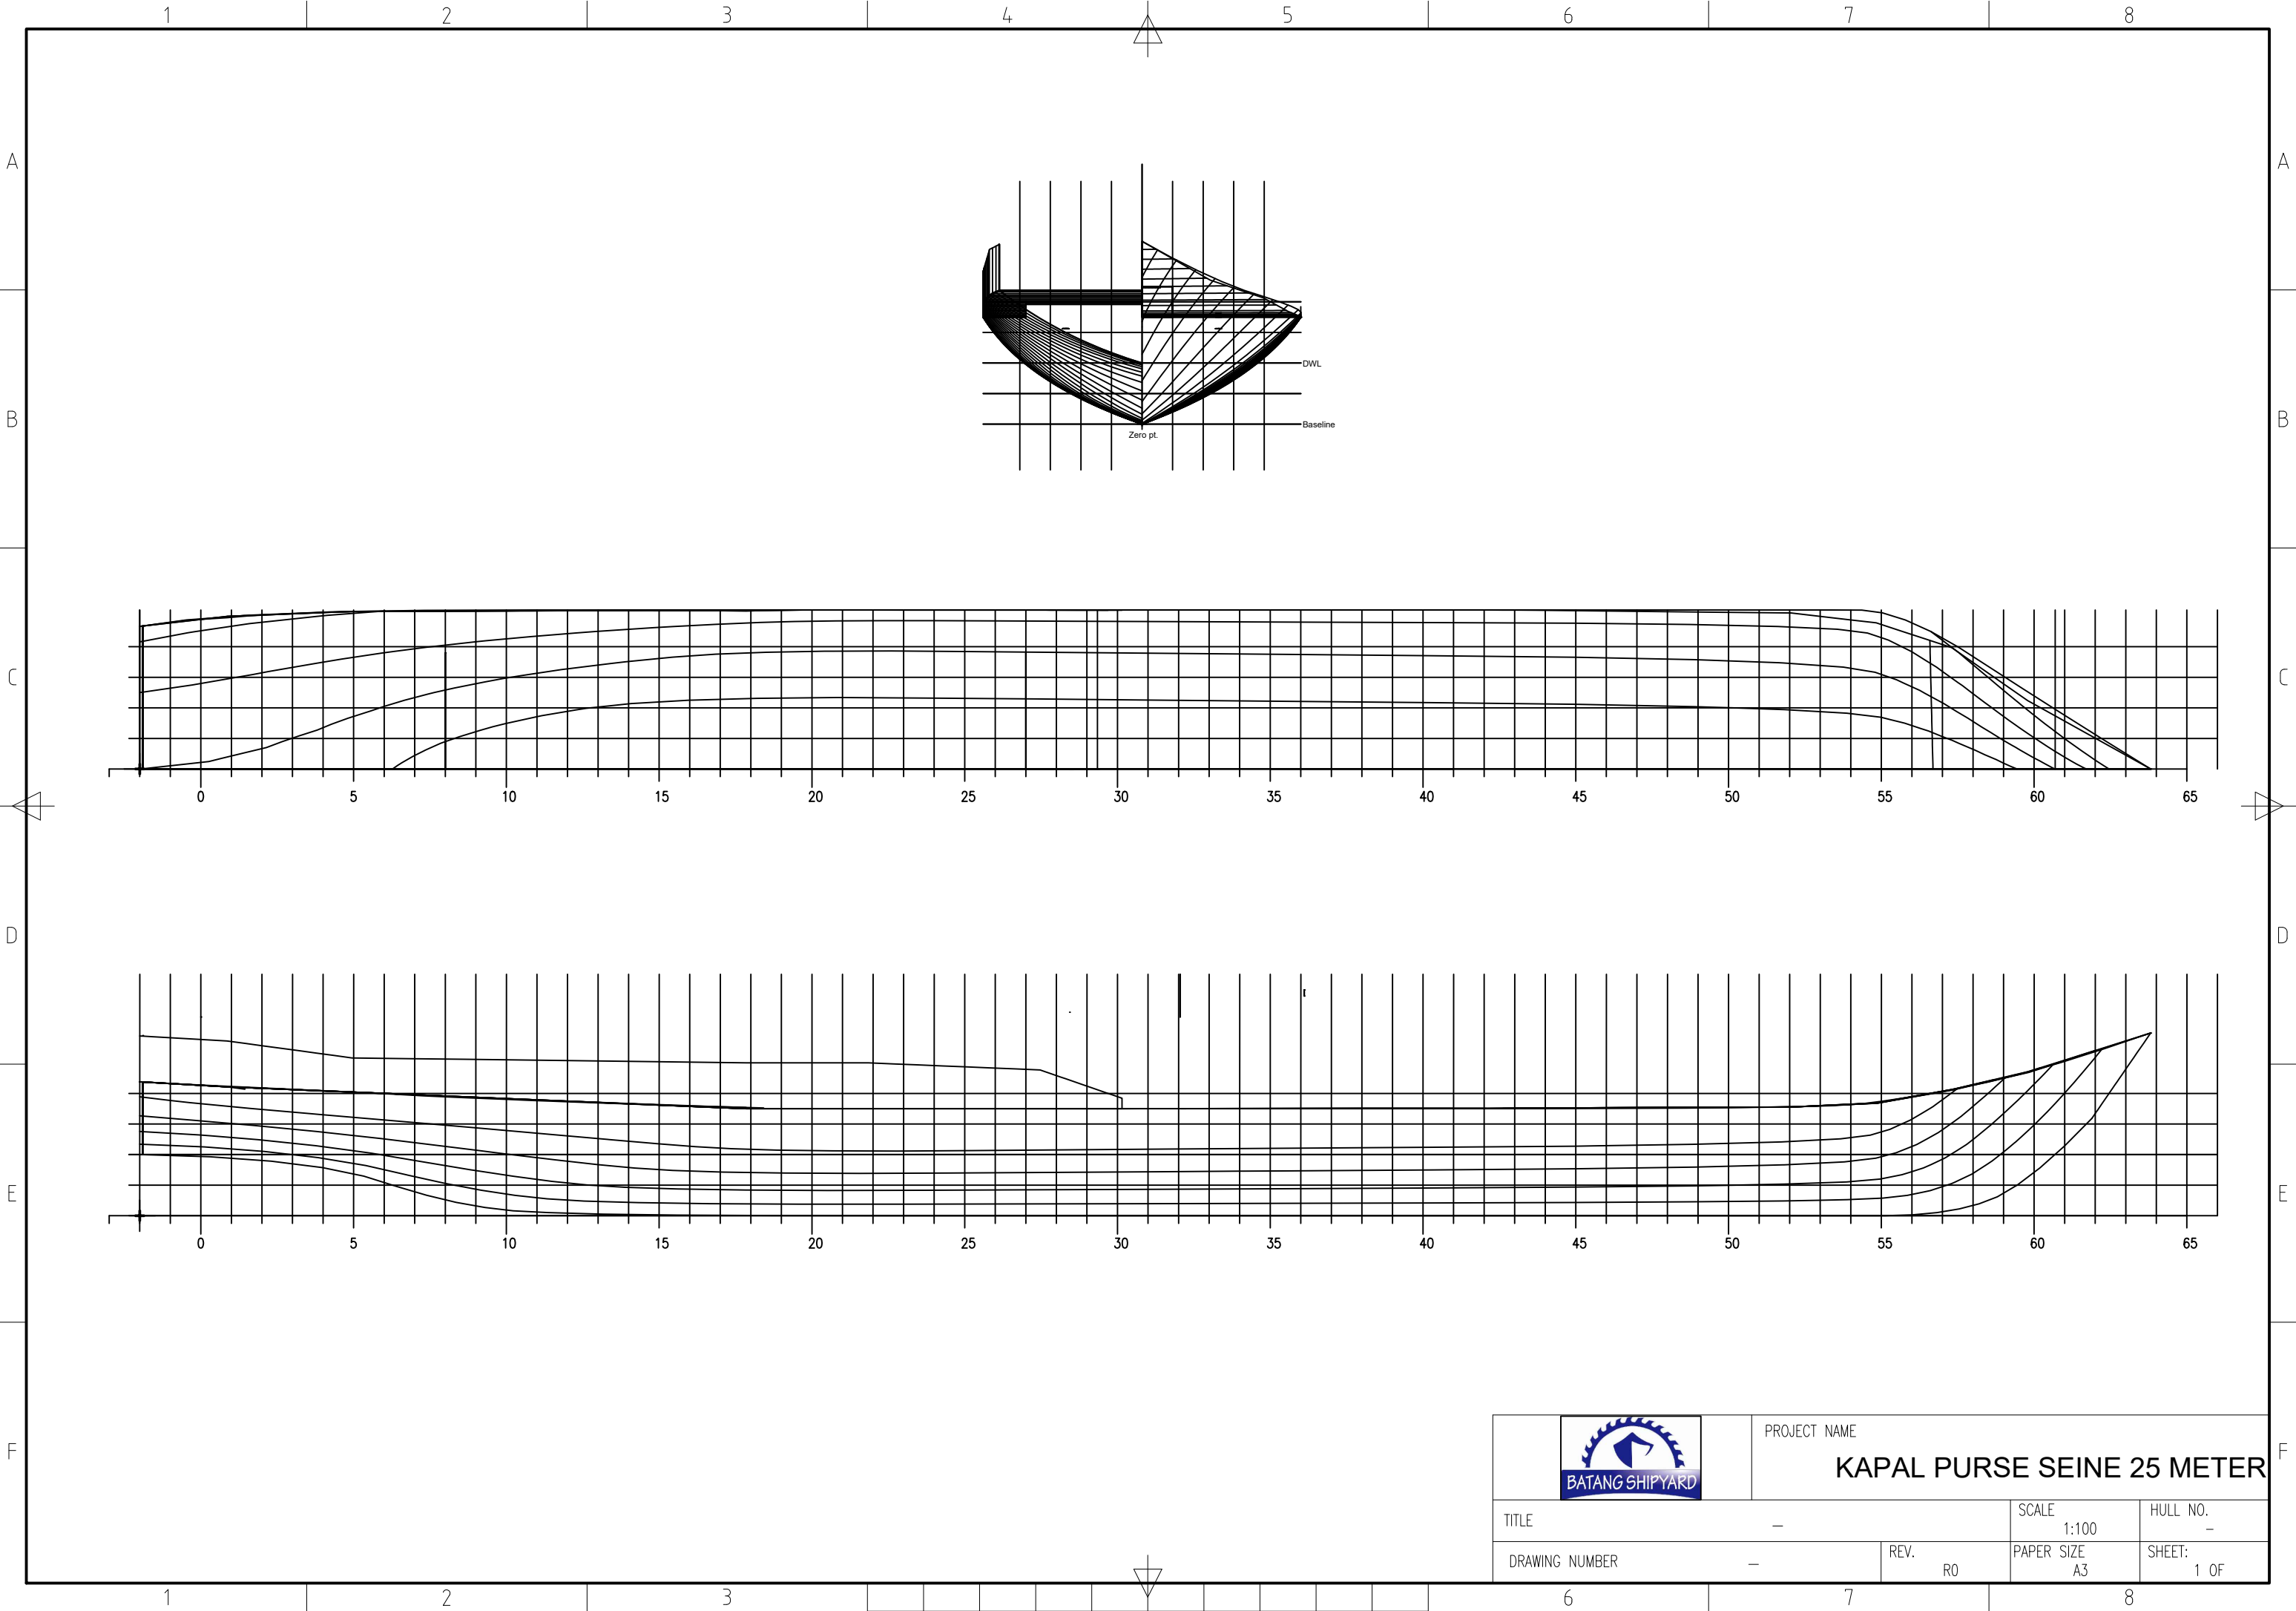 1 2 3 4 5 6 7 8
A A
DWL
B B
Baseline
Zero pt.
C C
0 5 10 15 20 25 30 35 40 45 50 55 60 65
D D
E E
0 5 10 15 20 25 30 35 40 45 50 55 60 65
F F
BATANG SHIPYARD
PROJECT NAME
KAPAL PURSE SEINE 25 METER
TITLE –
SCALE
1:100
HULL NO.
–
DRAWING NUMBER –
REV.
R0
PAPER SIZE
A3
SHEET:
1 OF
1 2 3 6 7 8